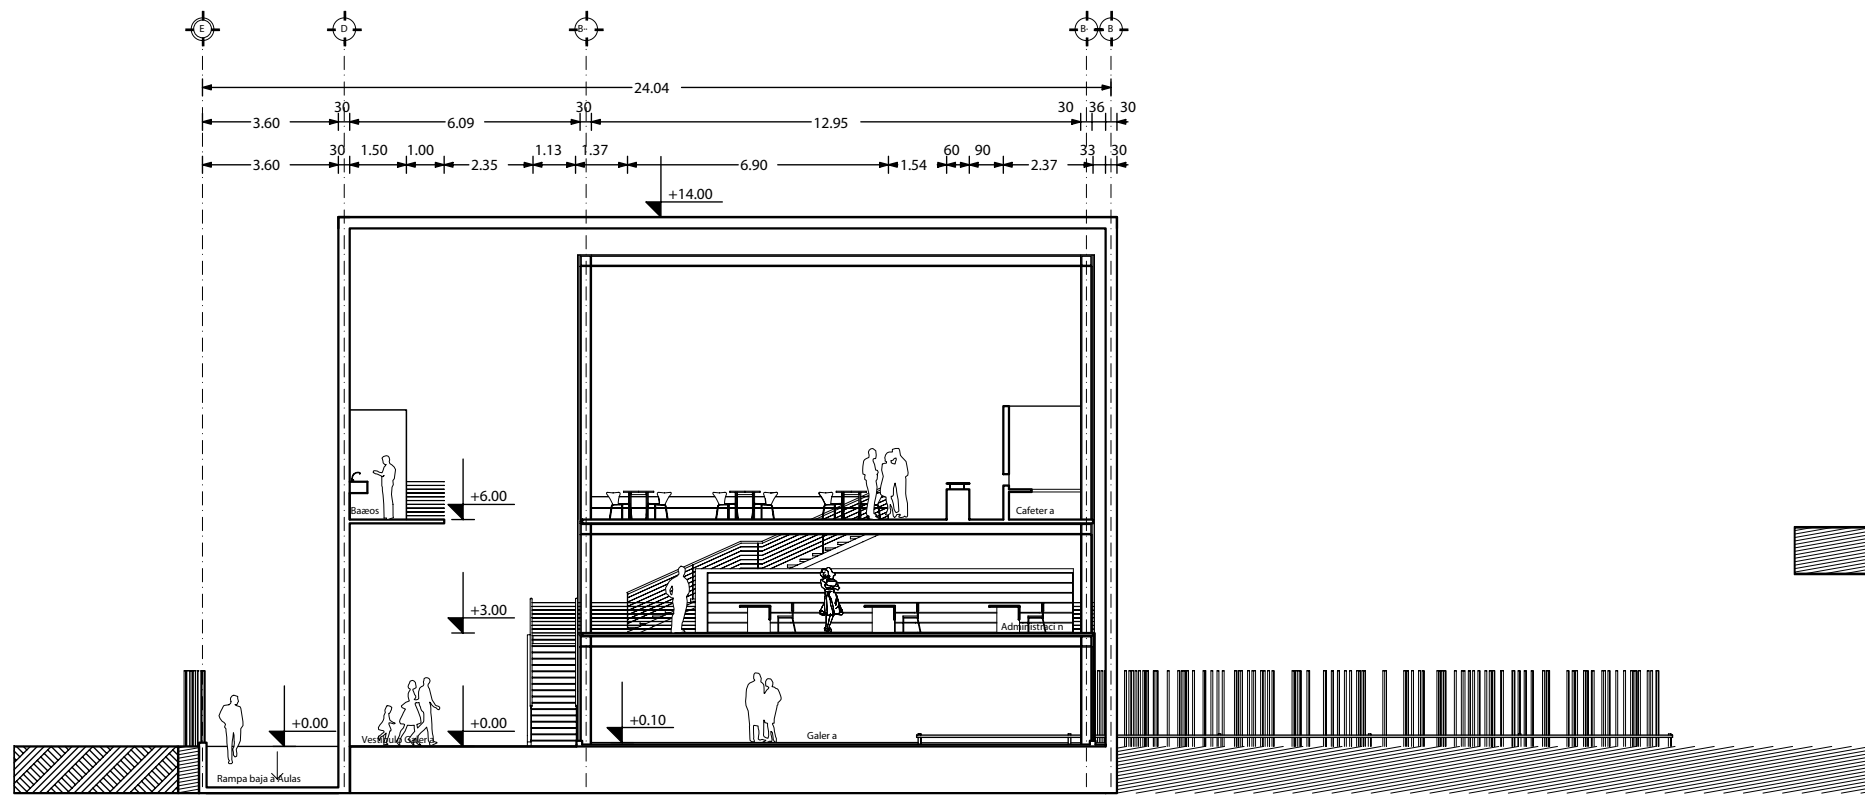 E D B'' B' B
24.04
30 30 30 36 30
3.60 6.09 12.95
30 1.50 1.00 1.13 1.37 60 90 33 30
3.60 2.35 6.90 1.54 2.37
+14.00
+6.00
Baæos
Cafeter a
+3.00
Administraci n
+0.00 +0.00 +0.10
Vestíbulo Galer a
Galer a
Rampa baja a Aulas